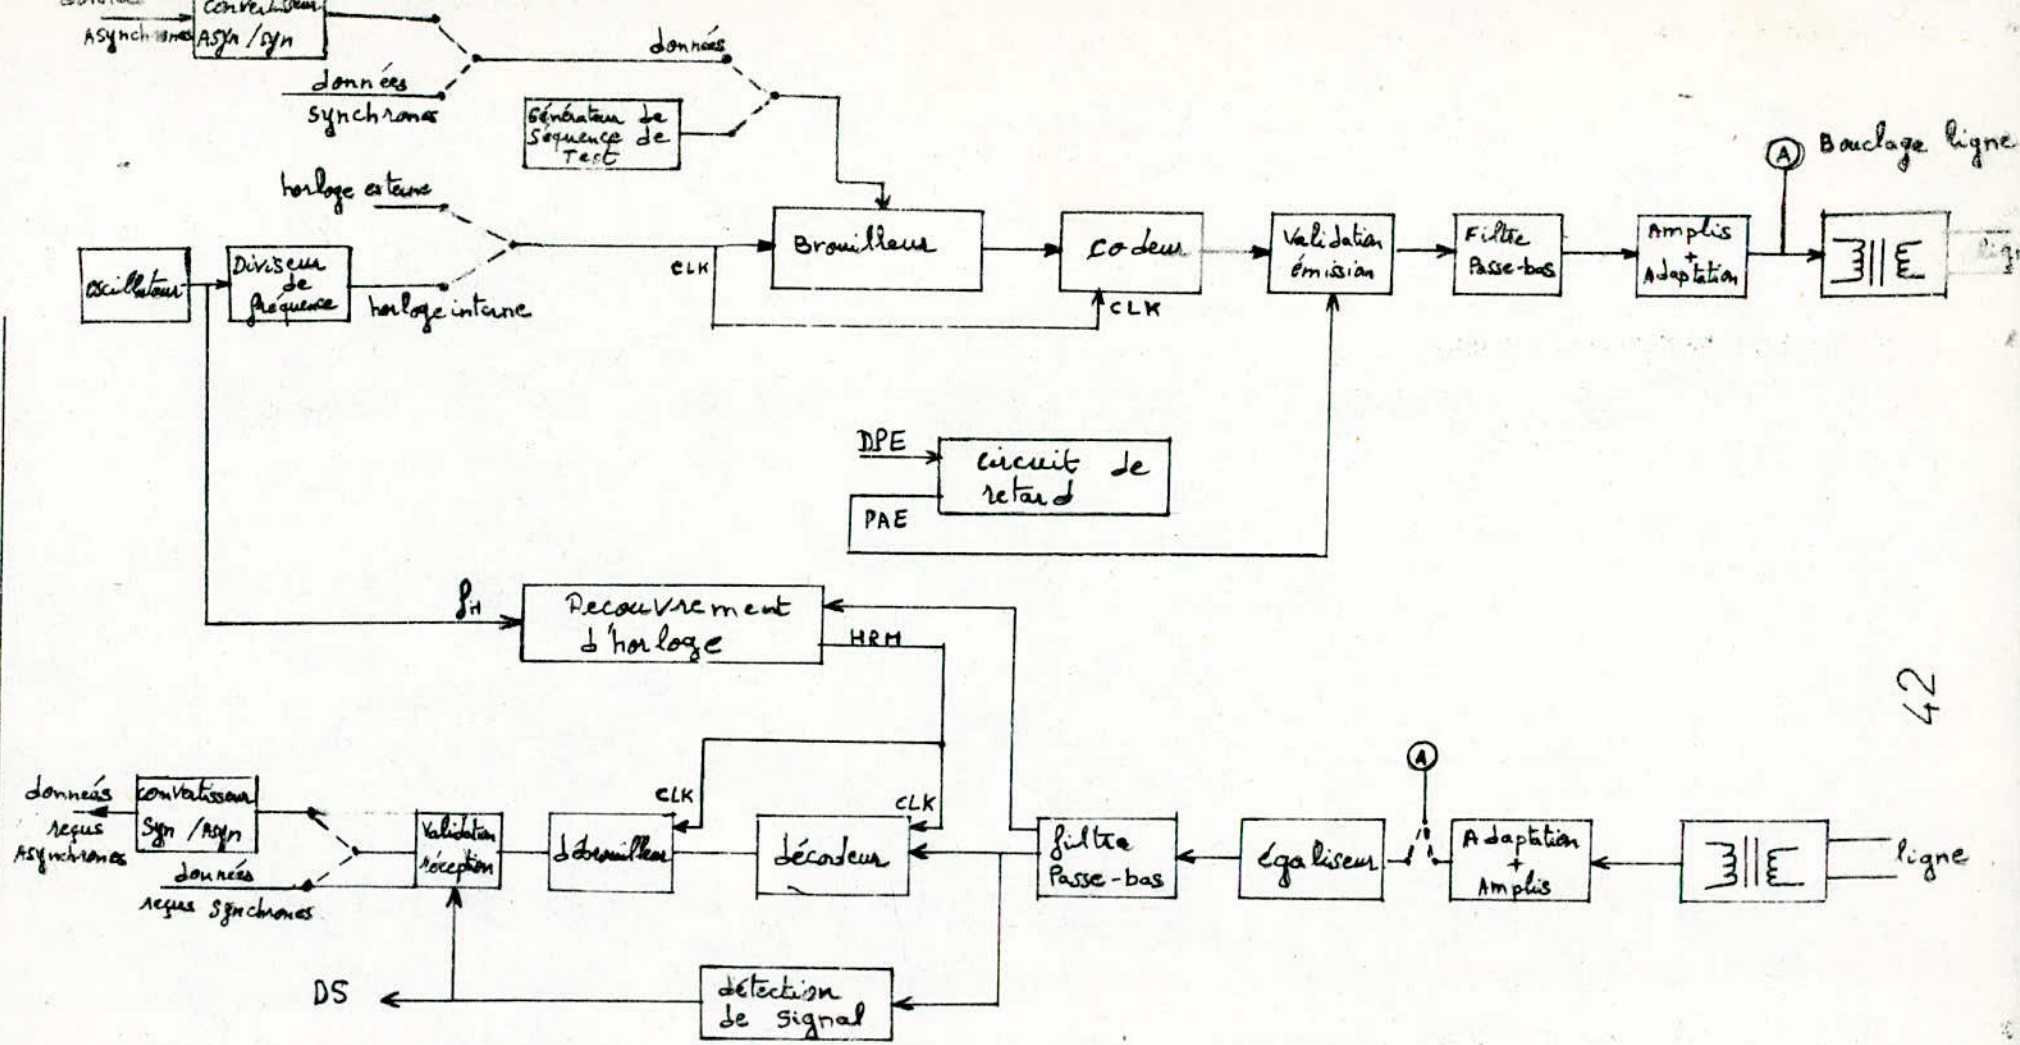 Asynchrones
convertisseur
Asyn/syn
données
synchrones
données
Générateur de
séquence de
Test
horloge externe
oscillateur
Diviseur
de
fréquence
horloge interne
CLK
Brouilleur
codeur
CLK
Validation
émission
Filtre
Passe-bas
Amplis
+
Adaptation
A
Bouclage ligne
DPE
circuit de
retard
PAE
fH
Recouvrement
d'horloge
HRM
42
données
reçus
Asynchrones
convertisseur
Syn/Asyn
données
reçus synchrones
Validation
réception
débrouilleur
CLK
décodeur
CLK
filtre
Passe-bas
égaliseur
A
Adaptation
+
Amplis
ligne
DS
détection
de signal